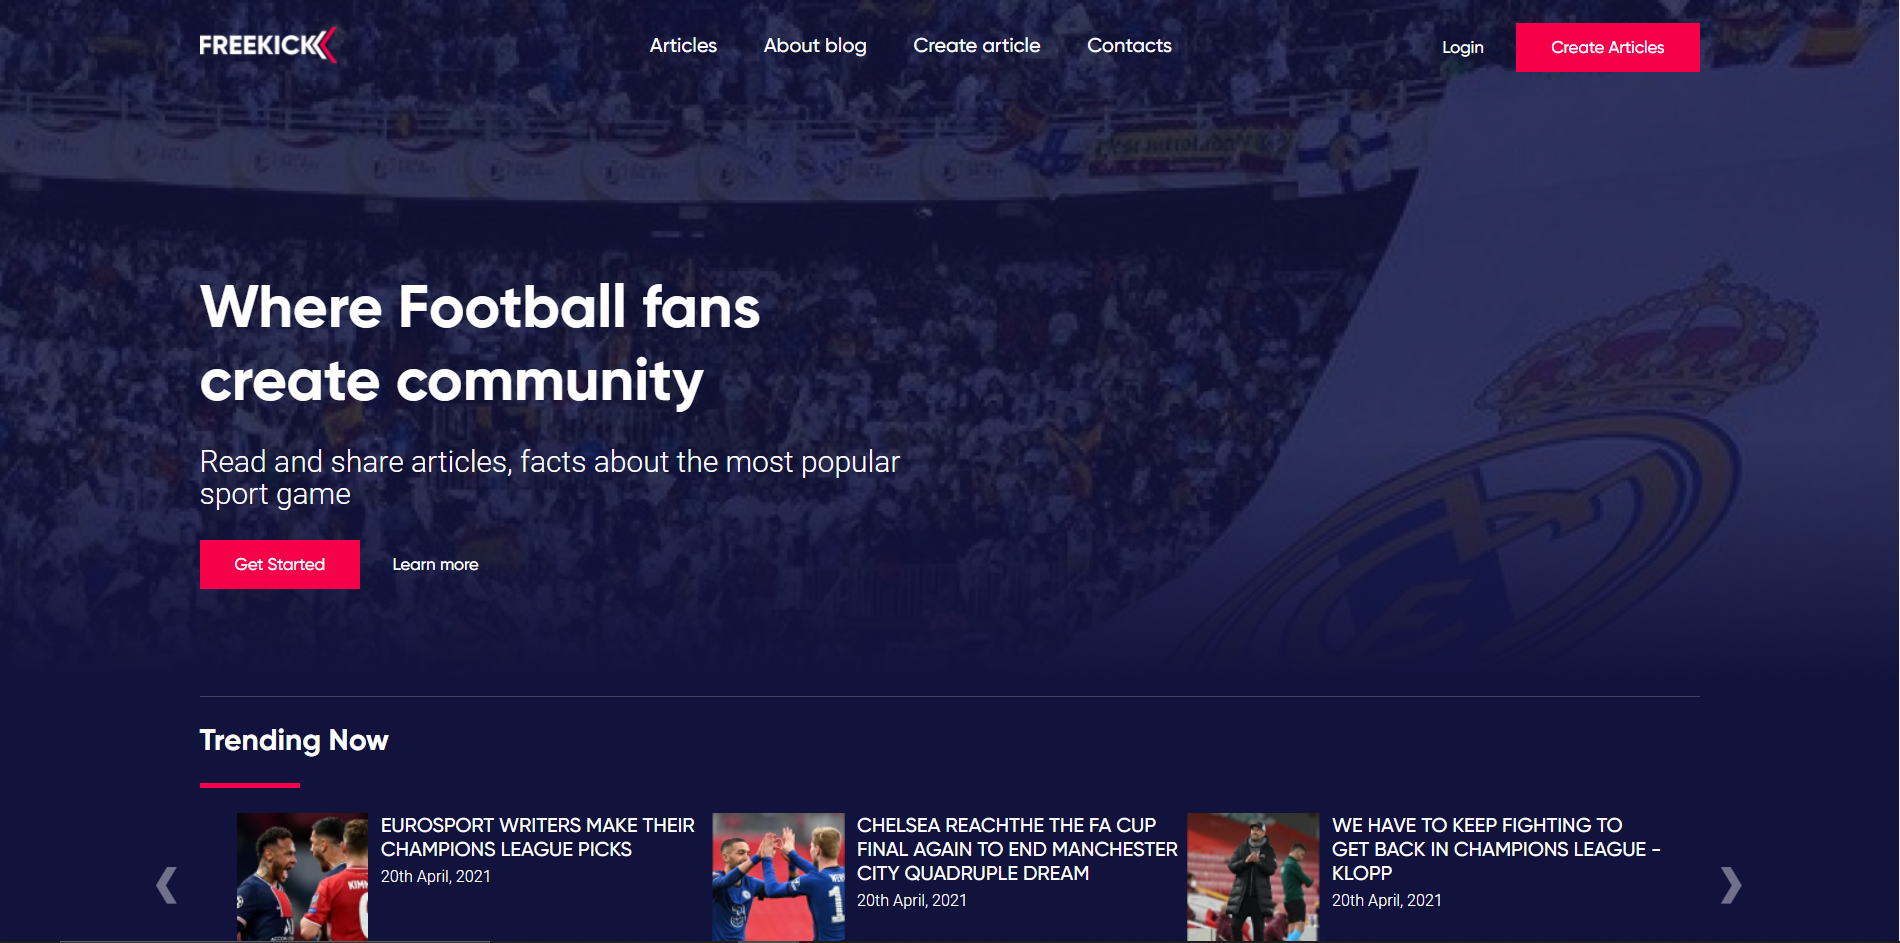 FREEKICK
Articles
About blog
Create article
Contacts
Login
Create Articles
Where Football fans
create community
Read and share articles, facts about the most popular
sport game
Get Started
Learn more
Trending Now
EUROSPORT WRITERS MAKE THEIR
CHAMPIONS LEAGUE PICKS
20th April, 2021
CHELSEA REACHTHE THE FA CUP
FINAL AGAIN TO END MANCHESTER
CITY QUADRUPLE DREAM
20th April, 2021
WE HAVE TO KEEP FIGHTING TO
GET BACK IN CHAMPIONS LEAGUE -
KLOPP
20th April, 2021